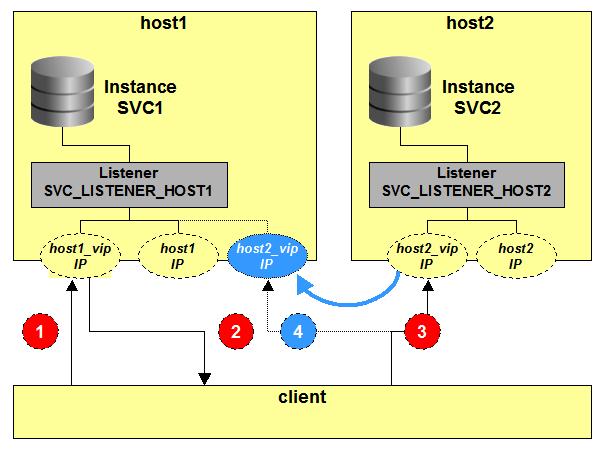 host1
host2
Instance
SVC1
Instance
SVC2
Listener
SVC_LISTENER_HOST1
Listener
SVC_LISTENER_HOST2
host1_vip
IP
host1
IP
host2_vip
IP
host2_vip
IP
host2
IP
1
2
4
3
client